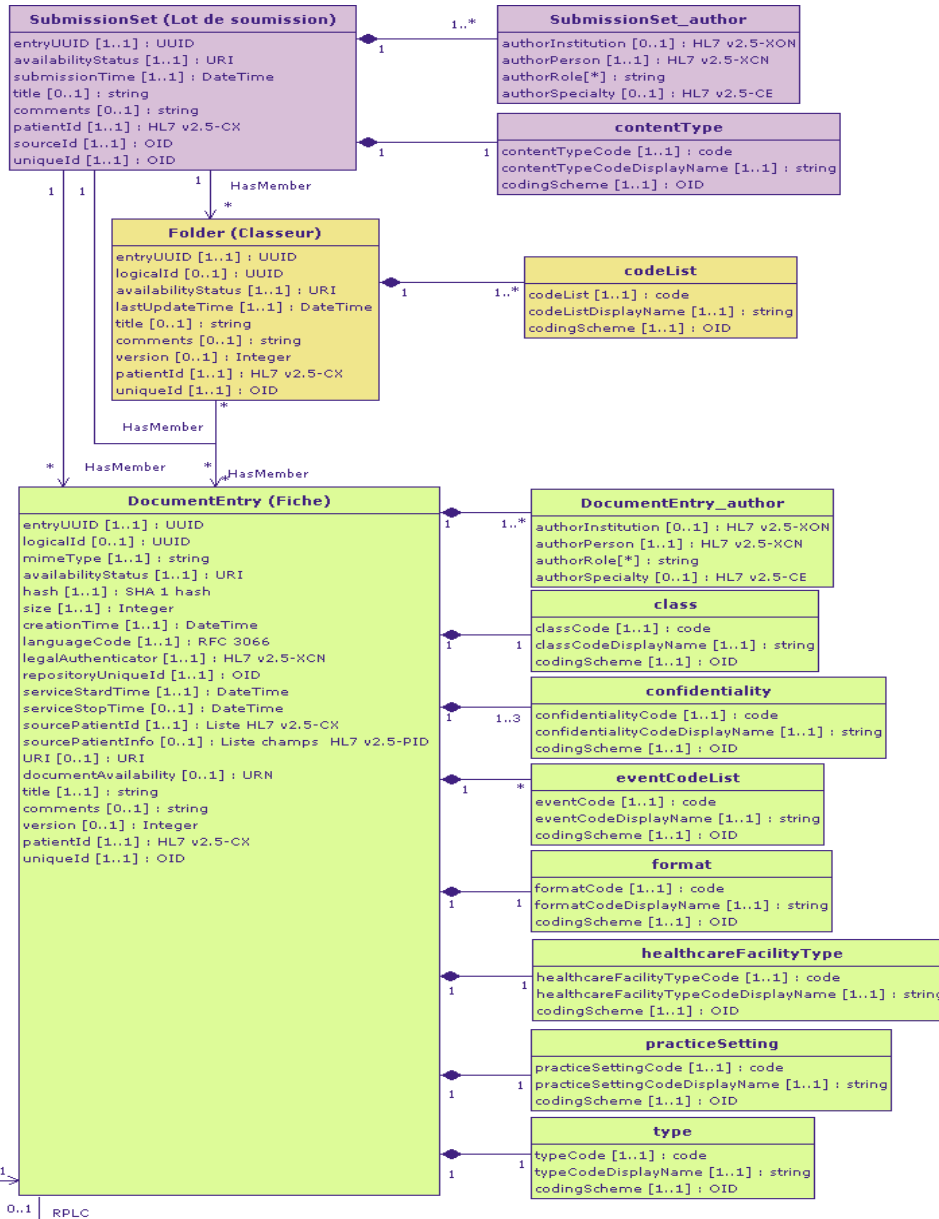 SubmissionSet (Lot de soumission)
entryUUID [1..1] : UUID
availabilityStatus [1..1] : URI
submissionTime [1..1] : DateTime
title [0..1] : string
comments [0..1] : string
patientId [1..1] : HL7 v2.5-CX
sourceId [1..1] : OID
uniqueId [1..1] : OID
1
1..*
SubmissionSet_author
authorInstitution [0..1] : HL7 v2.5-XON
authorPerson [1..1] : HL7 v2.5-XCN
authorRole[*] : string
authorSpecialty [0..1] : HL7 v2.5-CE
1
1
contentType
contentTypeCode [1..1] : code
contentTypeCodeDisplayName [1..1] : string
codingScheme [1..1] : OID
1
1
1
HasMember
*
Folder (Classeur)
entryUUID [1..1] : UUID
logicalId [0..1] : UUID
availabilityStatus [1..1] : URI
lastUpdateTime [1..1] : DateTime
title [0..1] : string
comments [0..1] : string
version [0..1] : Integer
patientId [1..1] : HL7 v2.5-CX
uniqueId [1..1] : OID
1
1..*
codeList
codeList [1..1] : code
codeListDisplayName [1..1] : string
codingScheme [1..1] : OID
*
HasMember
*
HasMember
*
*
HasMember
DocumentEntry (Fiche)
entryUUID [1..1] : UUID
logicalId [0..1] : UUID
mimeType [1..1] : string
availabilityStatus [1..1] : URI
hash [1..1] : SHA 1 hash
size [1..1] : Integer
creationTime [1..1] : DateTime
languageCode [1..1] : RFC 3066
legalAuthenticator [1..1] : HL7 v2.5-XCN
repositoryUniqueId [1..1] : OID
serviceStardTime [1..1] : DateTime
serviceStopTime [0..1] : DateTime
sourcePatientId [1..1] : Liste HL7 v2.5-CX
sourcePatientInfo [0..1] : Liste champs HL7 v2.5-PID
URI [0..1] : URI
documentAvailability [0..1] : URN
title [1..1] : string
comments [0..1] : string
version [0..1] : Integer
patientId [1..1] : HL7 v2.5-CX
uniqueId [1..1] : OID
1
1..*
DocumentEntry_author
authorInstitution [0..1] : HL7 v2.5-XON
authorPerson [1..1] : HL7 v2.5-XCN
authorRole[*] : string
authorSpecialty [0..1] : HL7 v2.5-CE
1
1
class
classCode [1..1] : code
classCodeDisplayName [1..1] : string
codingScheme [1..1] : OID
1
1..3
confidentiality
confidentialityCode [1..1] : code
confidentialityCodeDisplayName [1..1] : string
codingScheme [1..1] : OID
1
*
eventCodeList
eventCode [1..1] : code
eventCodeDisplayName [1..1] : string
codingScheme [1..1] : OID
1
1
format
formatCode [1..1] : code
formatCodeDisplayName [1..1] : string
codingScheme [1..1] : OID
1
1
healthcareFacilityType
healthcareFacilityTypeCode [1..1] : code
healthcareFacilityTypeCodeDisplayName [1..1] : string
codingScheme [1..1] : OID
1
1
practiceSetting
practiceSettingCode [1..1] : code
practiceSettingCodeDisplayName [1..1] : string
codingScheme [1..1] : OID
1
1
type
typeCode [1..1] : code
typeCodeDisplayName [1..1] : string
codingScheme [1..1] : OID
1
0..1
RPLC